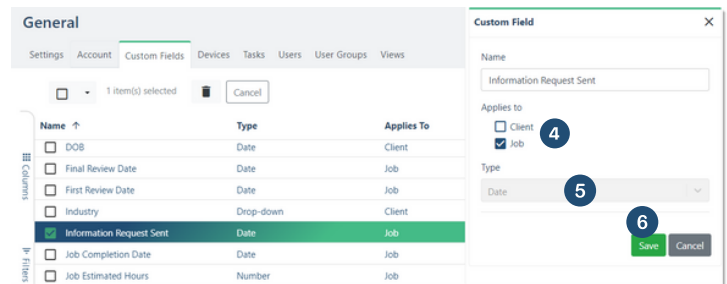 General
Settings Account Custom Fields Devices Tasks Users User Groups Views
1 item(s) selected Cancel
Name ↑ Type Applies To
DOB Date Client
Final Review Date Date Job
First Review Date Date Job
Industry Drop-down Client
Information Request Sent Date Job
Job Completion Date Date Job
Job Estimated Hours Number Job
Columns
Filters
Custom Field
Name
Information Request Sent
Applies to
Client
4
Job
Type
Date 5
6
Save Cancel